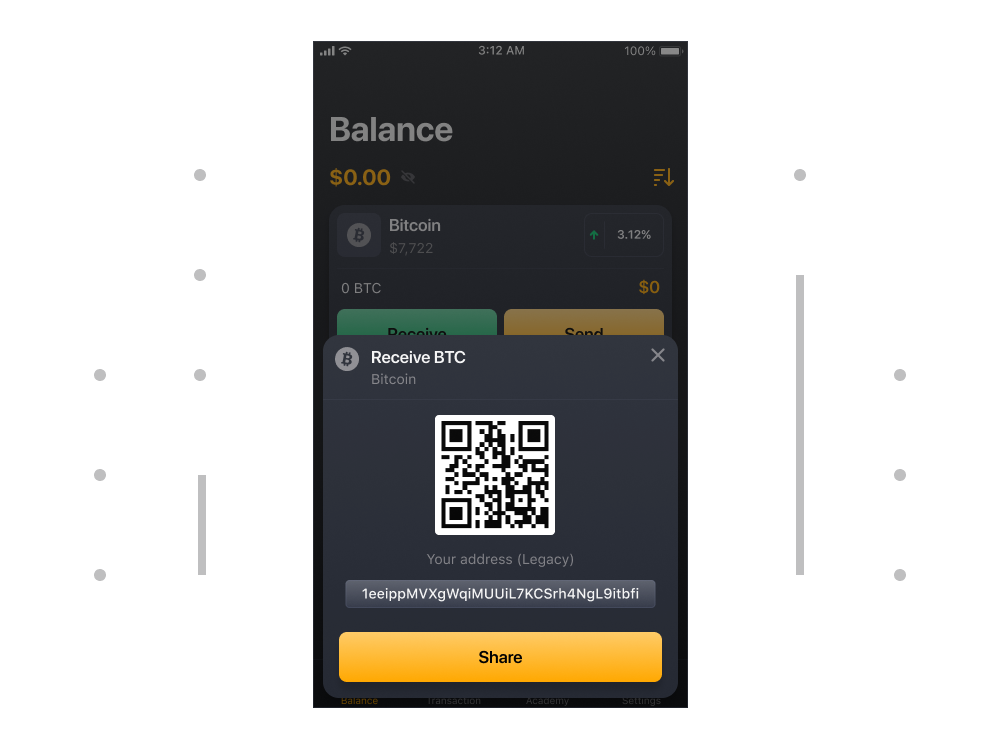 3:12 AM 100%
Balance
$0.00
Bitcoin
$7,722
3.12%
0 BTC $0
Receive Send
Receive BTC
Bitcoin
Your address (Legacy)
1eeippMVXgWqiMUUiL7KCSrh4NgL9itbfi
Share
Balance Transaction Academy Settings